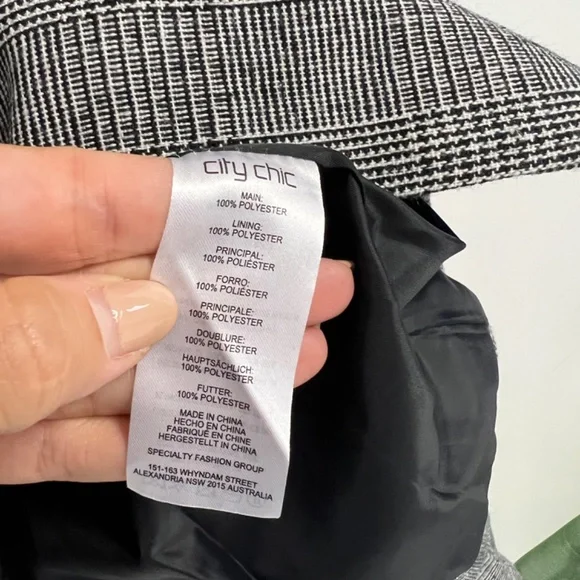 city chic
MAIN:
100% POLYESTER
LINING:
100% POLYESTER
PRINCIPAL:
100% POLIÉSTER
FORRO:
100% POLIÉSTER
PRINCIPALE:
100% POLYESTER
DOUBLURE:
100% POLYESTER
HAUPTSÄCHLICH:
100% POLYESTER
FUTTER:
100% POLYESTER
MADE IN CHINA
HECHO EN CHINA
FABRIQUÉ EN CHINE
HERGESTELLT IN CHINA
SPECIALTY FASHION GROUP
151-163 WHYNDAM STREET
ALEXANDRIA NSW 2015 AUSTRALIA